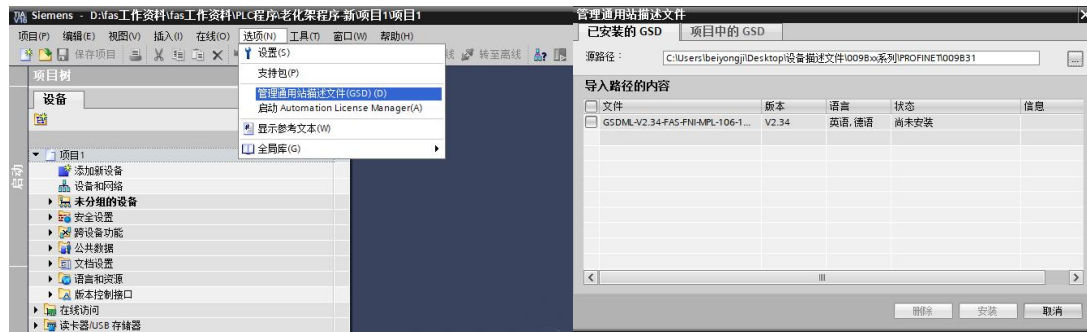 Siemens - D:\fas工作资料\fas工作资料\PLC程序\老化架程序-新\项目1\项目1
项目(P) 编辑(E) 视图(V) 插入(I) 在线(O) 选项(N) 工具(T) 窗口(W) 帮助(H)
保存项目
转至离线
设置(S)
支持包(P)
管理通用站描述文件(GSD) (D)
启动 Automation License Manager(A)
显示参考文本(W)
全局库(G)
项目树
设备
启动
项目1
添加新设备
设备和网络
未分组的设备
安全设置
跨设备功能
公共数据
文档设置
语言和资源
版本控制接口
在线访问
读卡器/USB 存储器
管理通用站描述文件
已安装的 GSD 项目中的 GSD
源路径: C:\Users\beiyongji\Desktop\设备描述文件\009Bxx系列\PROFINET\009B31
导入路径的内容
文件 版本 语言 状态 信息
GSDML-V2.34-FAS-FNI-MPL-106-1... V2.34 英语, 德语 尚未安装
删除 安装 取消